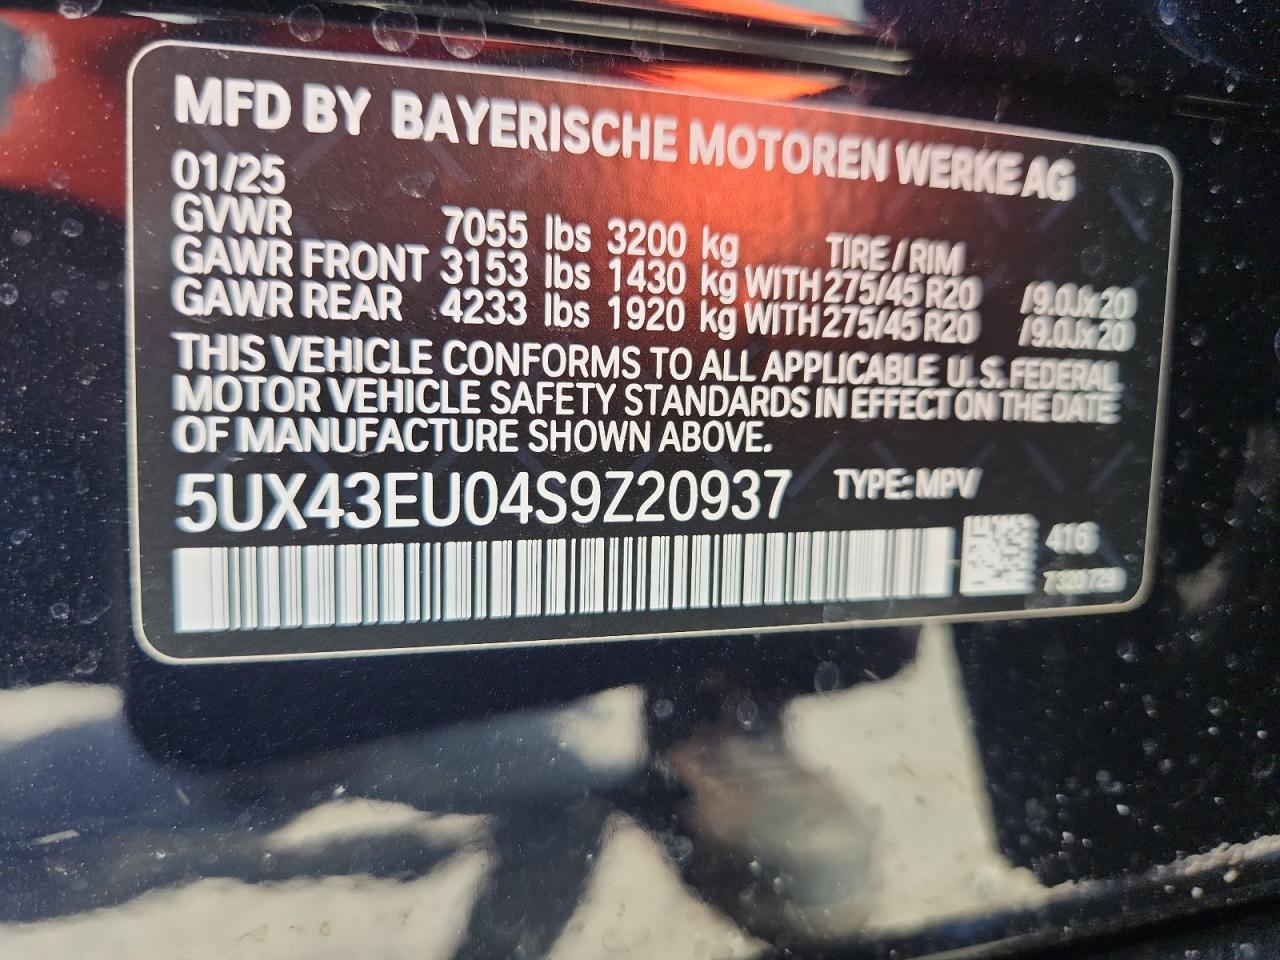 MFD BY BAYERISCHE MOTOREN WERKE AG
01/25
GVWR 7055 lbs 3200 kg TIRE / RIM
GAWR FRONT 3153 lbs 1430 kg WITH 275/45 R20 /9.0Jx20
GAWR REAR 4233 lbs 1920 kg WITH 275/45 R20 /9.0Jx20
THIS VEHICLE CONFORMS TO ALL APPLICABLE U.S. FEDERAL
MOTOR VEHICLE SAFETY STANDARDS IN EFFECT ON THE DATE
OF MANUFACTURE SHOWN ABOVE.
5UX43EU04S9Z20937 TYPE: MPV
416